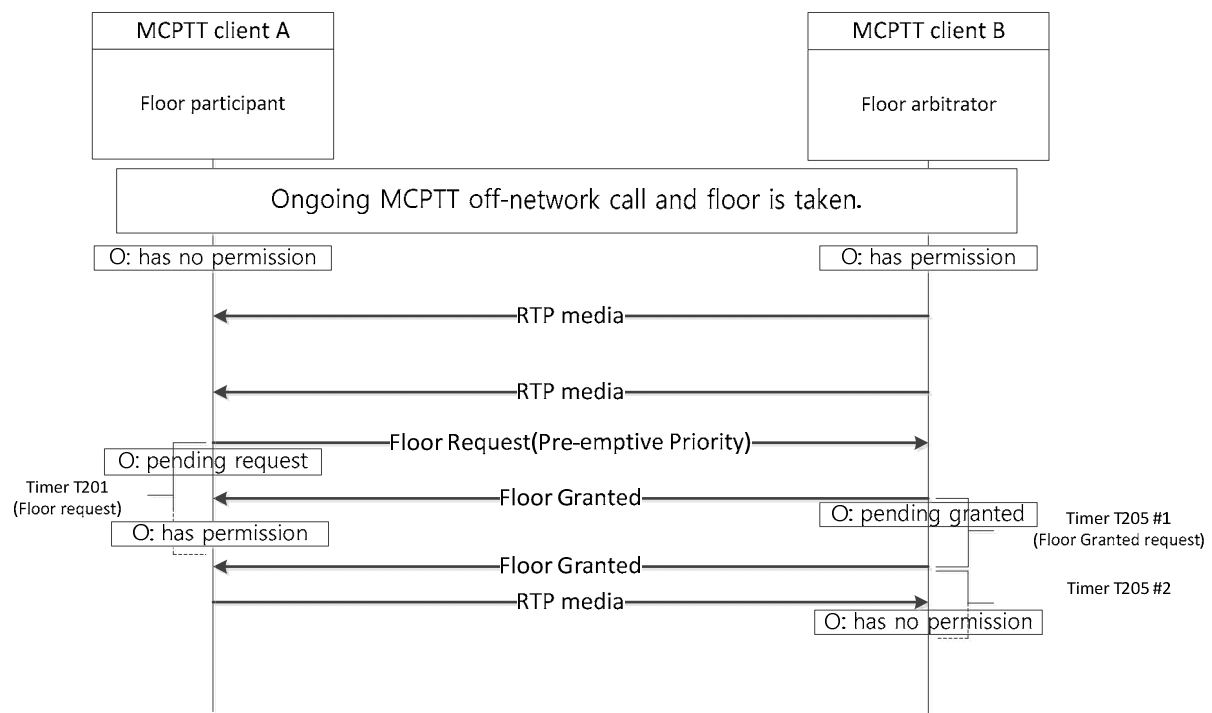 MCPTT client A
MCPTT client B
Floor participant
Floor arbitrator
Ongoing MCPTT off-network call and floor is taken.
O: has no permission
O: has permission
RTP media
RTP media
Floor Request(Pre-emptive Priority)
O: pending request
Timer T201
(Floor request)
Floor Granted
O: pending granted
Timer T205 #1
(Floor Granted request)
O: has permission
Floor Granted
Timer T205 #2
RTP media
O: has no permission